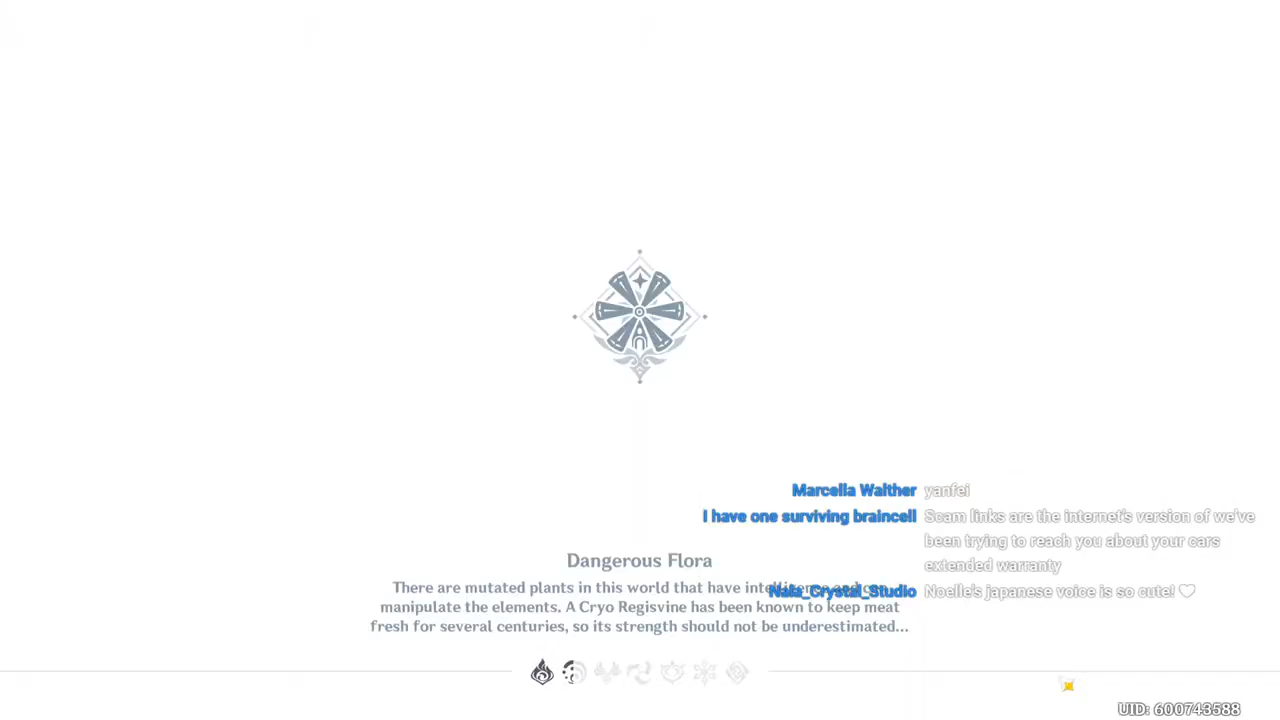 Marcella Walther yanfei
I have one surviving braincell Scam links are the internet's version of we've
been trying to reach you about your cars
extended warranty
Dangerous Flora
There are mutated plants in this world that have
Nala_Crystal_Studio Noelle's japanese voice is so cute! ♡
manipulate the elements. A Cryo Regisvine has been known to keep meat
fresh for several centuries, so its strength should not be underestimated...
UID: 600743588